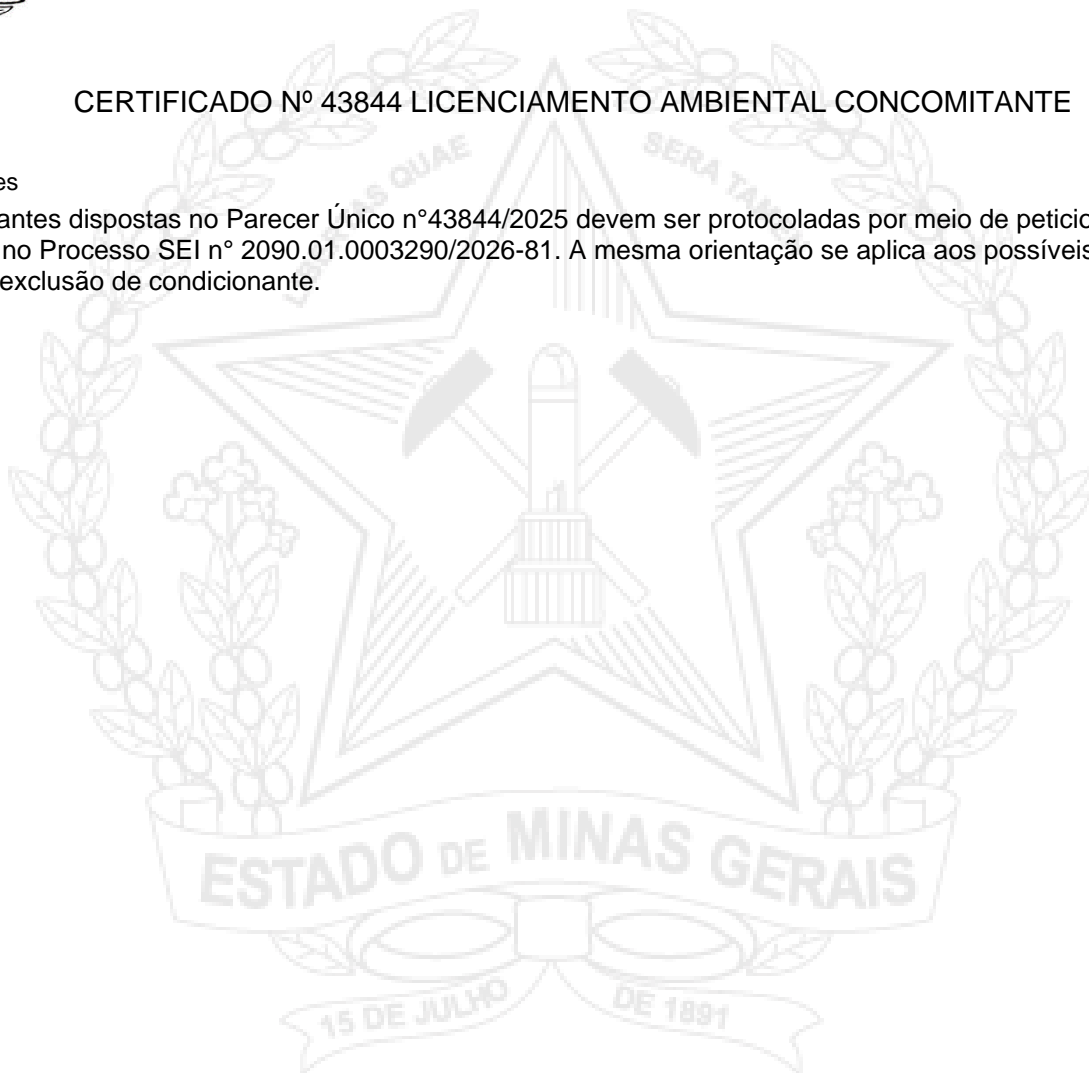 CERTIFICADO Nº 43844 LICENCIAMENTO AMBIENTAL CONCOMITANTE
es
antes dispostas no Parecer Único n°43844/2025 devem ser protocoladas por meio de peticio
no Processo SEI n° 2090.01.0003290/2026-81. A mesma orientação se aplica aos possíveis
exclusão de condicionante.
QUAE SERA TAMEN
ESTADO DE MINAS GERAIS
15 DE JULHO DE 1891